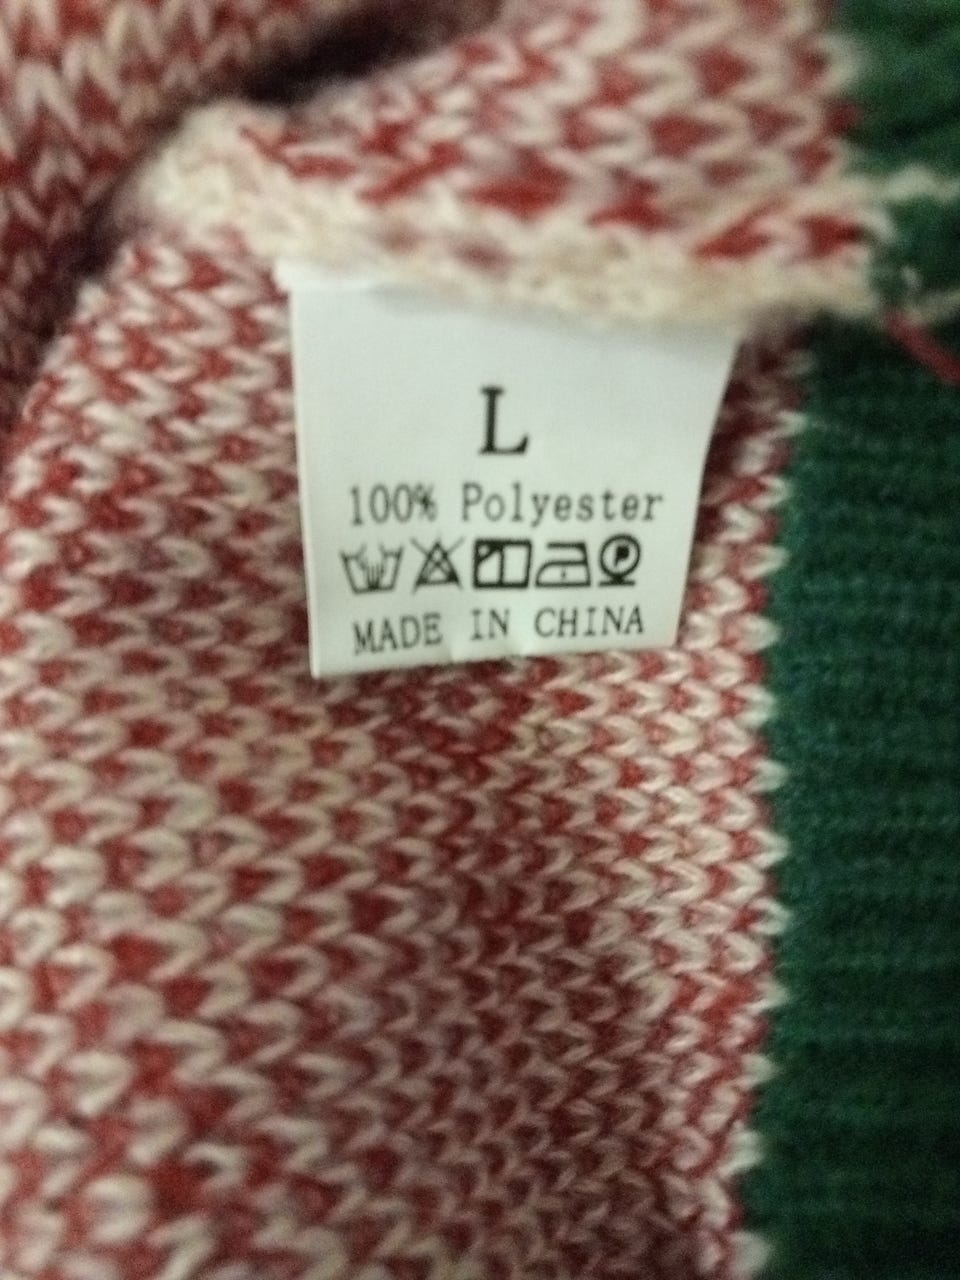 L
100% Polyester
P
MADE IN CHINA